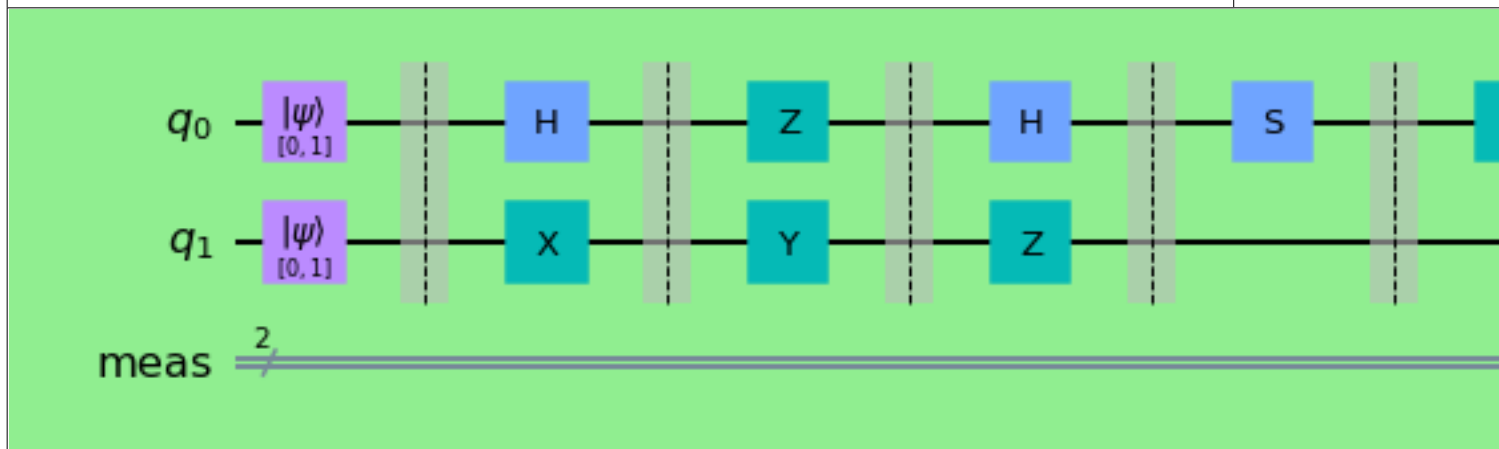 q0 |ψ⟩ H Z H S
[0, 1]
q1 |ψ⟩ X Y Z
[0, 1]
2
meas